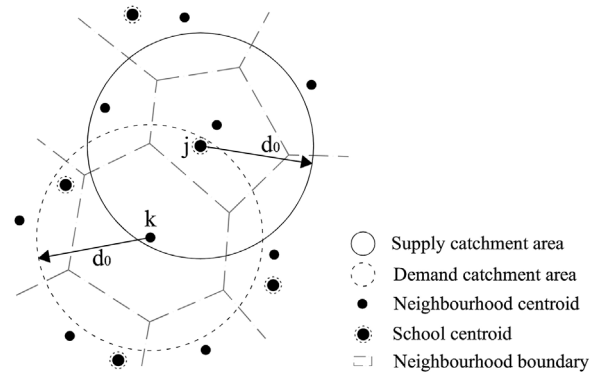 j
d0
k
d0
Supply catchment area
Demand catchment area
Neighbourhood centroid
School centroid
Neighbourhood boundary